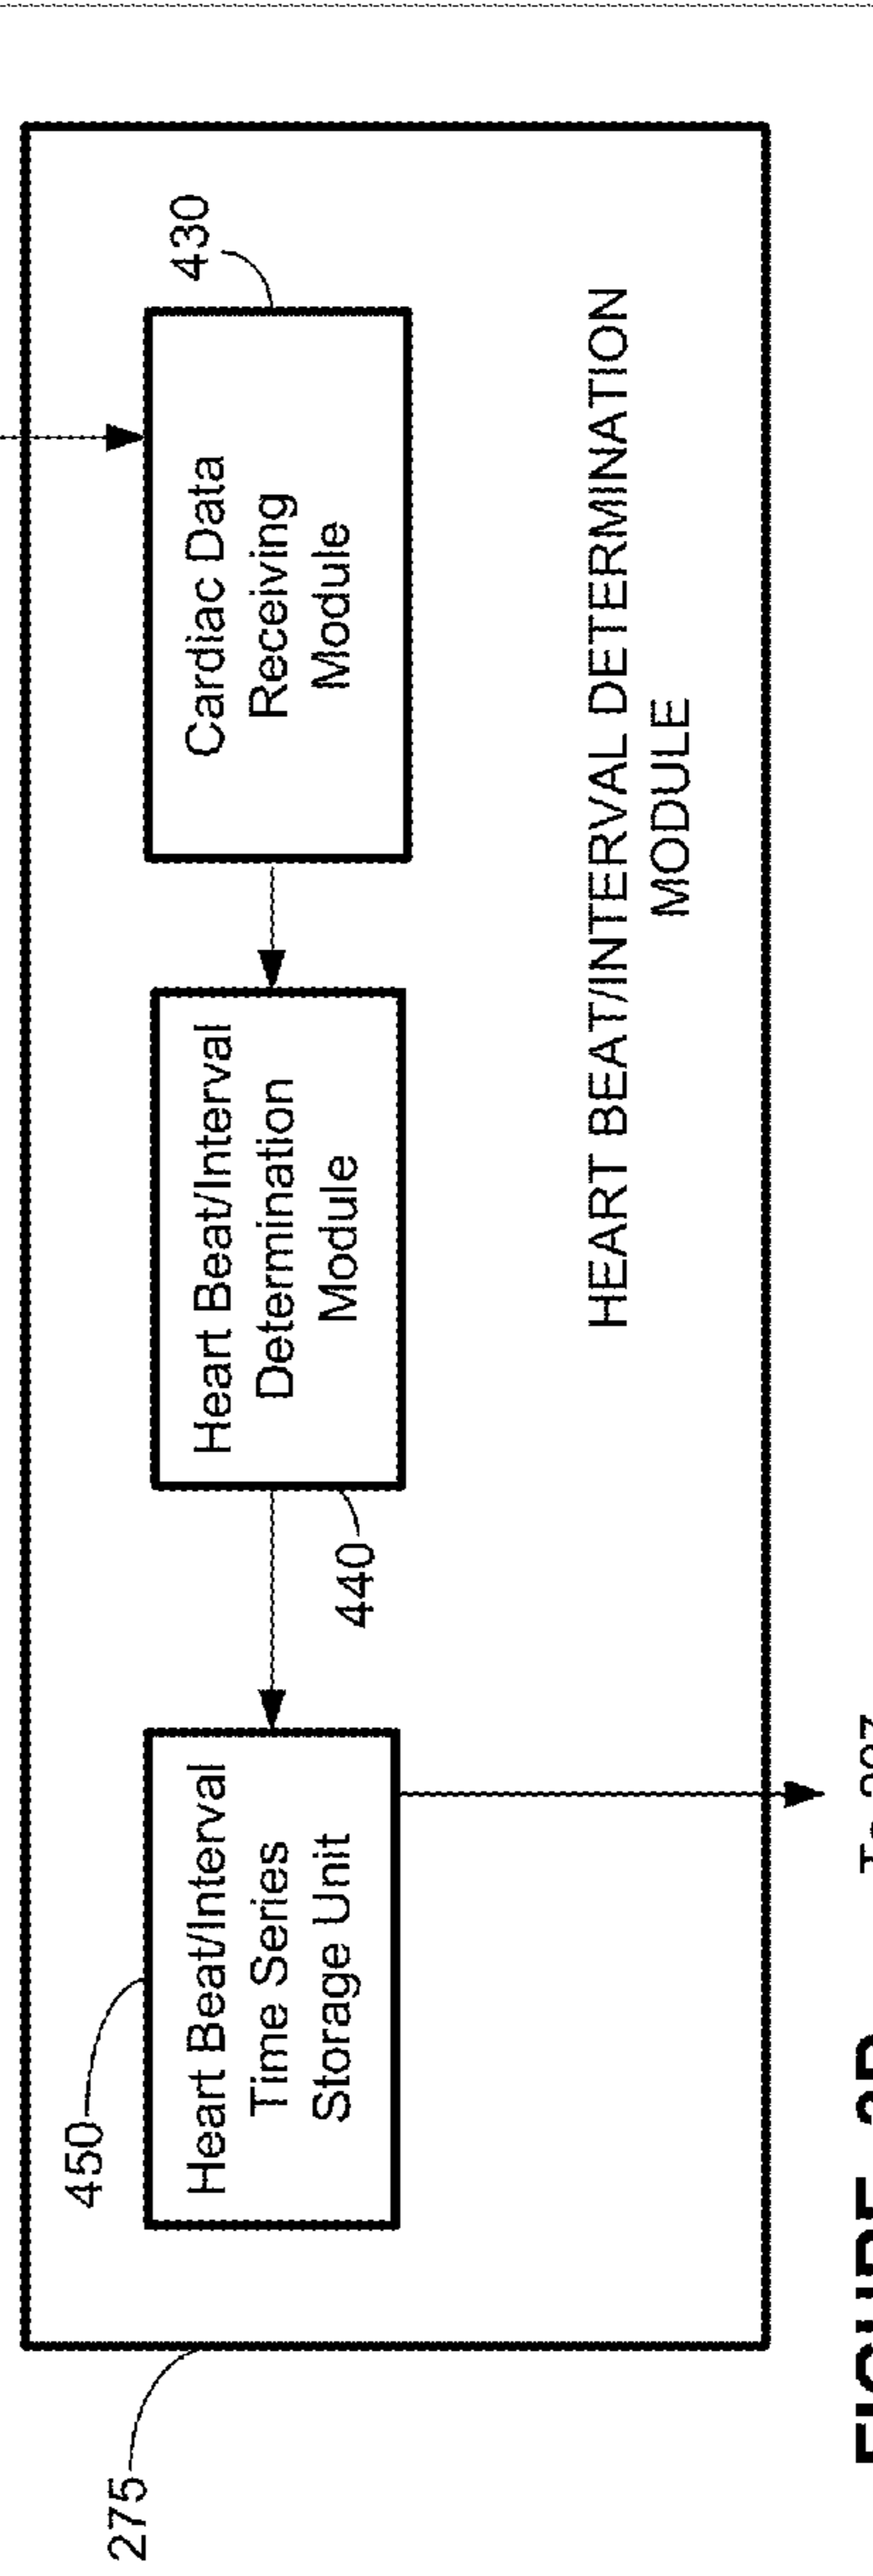 275
450
Heart Beat/Interval
Time Series
Storage Unit
440
Heart Beat/Interval
Determination
Module
430
Cardiac Data
Receiving
Module
HEART BEAT/INTERVAL DETERMINATION
MODULE